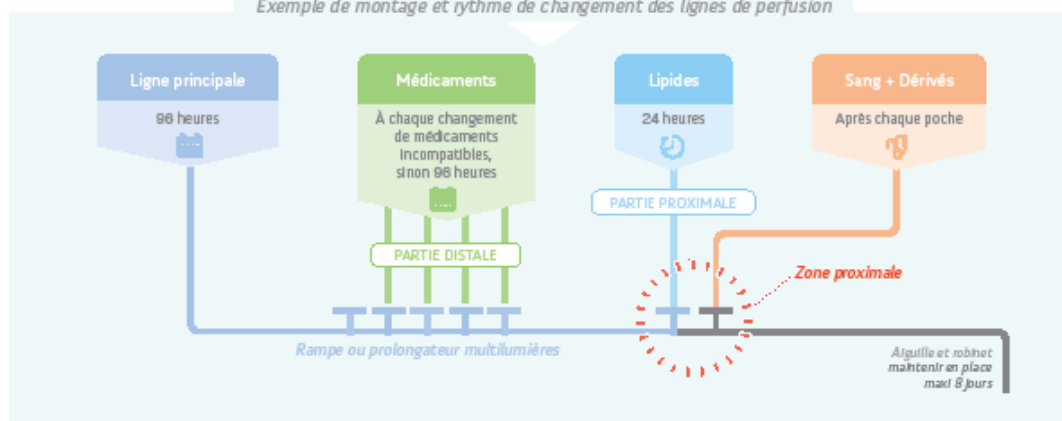 Exemple de montage et rythme de changement des lignes de perfusion
Ligne principale
96 heures
Médicaments
À chaque changement
de médicaments
incompatibles,
sinon 96 heures
Lipides
24 heures
Sang + Dérivés
Après chaque poche
PARTIE PROXIMALE
PARTIE DISTALE
Zone proximale
Rampe ou prolongateur multilumières
Aiguille et robinet
maintenir en place
maxi 8 jours